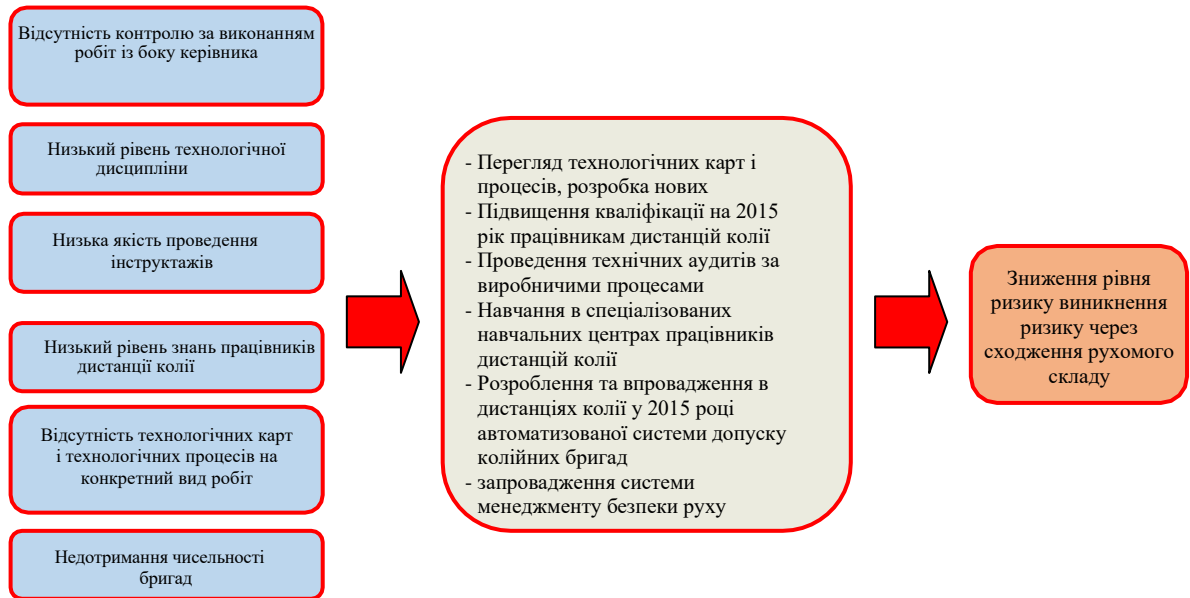 Відсутність контролю за виконанням
робіт із боку керівника
Низький рівень технологічної
дисципліни
Низька якість проведення
інструктажів
Низький рівень знань працівників
дистанції колії
Відсутність технологічних карт
і технологічних процесів на
конкретний вид робіт
Недотримання чисельності
бригад
- Перегляд технологічних карт і
процесів, розробка нових
- Підвищення кваліфікації на 2015
рік працівникам дистанцій колії
- Проведення технічних аудитів за
виробничими процесами
- Навчання в спеціалізованих
навчальних центрах працівників
дистанцій колії
- Розроблення та впровадження в
дистанціях колії у 2015 році
автоматизованої системи допуску
колійних бригад
- запровадження системи
менеджменту безпеки руху
Зниження рівня
ризику виникнення
ризику через
сходження рухомого
складу